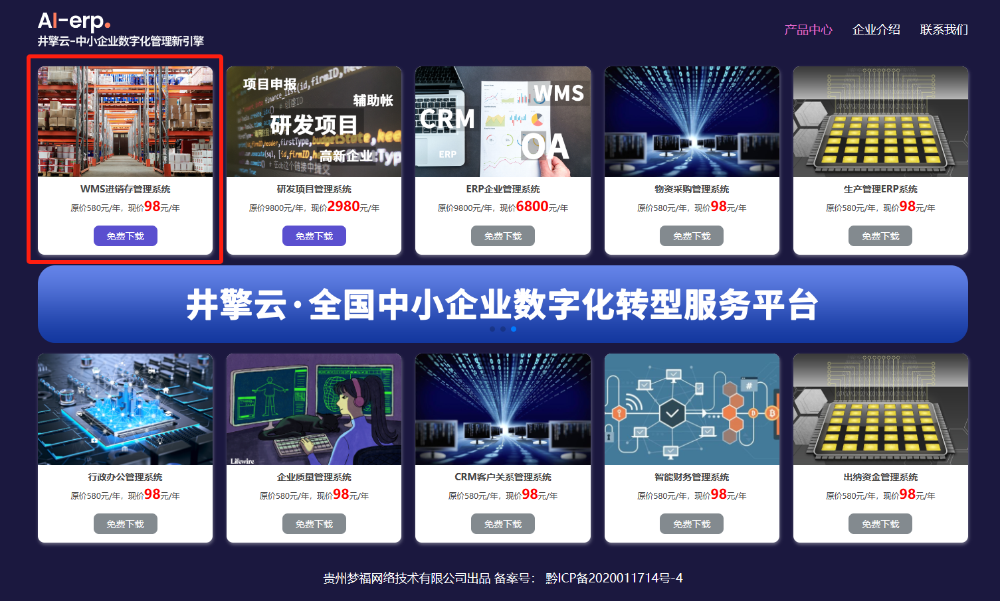 AI-erp.
井擎云-中小企业数字化管理新引擎
产品中心
企业介绍
联系我们
项目申报
辅助帐
研发项目
高新企业
WMS
CRM
OA
ERP
WMS进销存管理系统
原价580元/年，现价98元/年
免费下载
研发项目管理系统
原价9800元/年，现价2980元/年
免费下载
ERP企业管理系统
原价9800元/年，现价6800元/年
免费下载
物资采购管理系统
原价580元/年，现价98元/年
免费下载
生产管理ERP系统
原价580元/年，现价98元/年
免费下载
井擎云·全国中小企业数字化转型服务平台
Lifewire
行政办公管理系统
原价580元/年，现价98元/年
免费下载
企业质量管理系统
原价580元/年，现价98元/年
免费下载
CRM客户关系管理系统
原价580元/年，现价98元/年
免费下载
智能财务管理系统
原价580元/年，现价98元/年
免费下载
出纳资金管理系统
原价580元/年，现价98元/年
免费下载
贵州梦福网络技术有限公司出品 备案号： 黔ICP备2020011714号-4